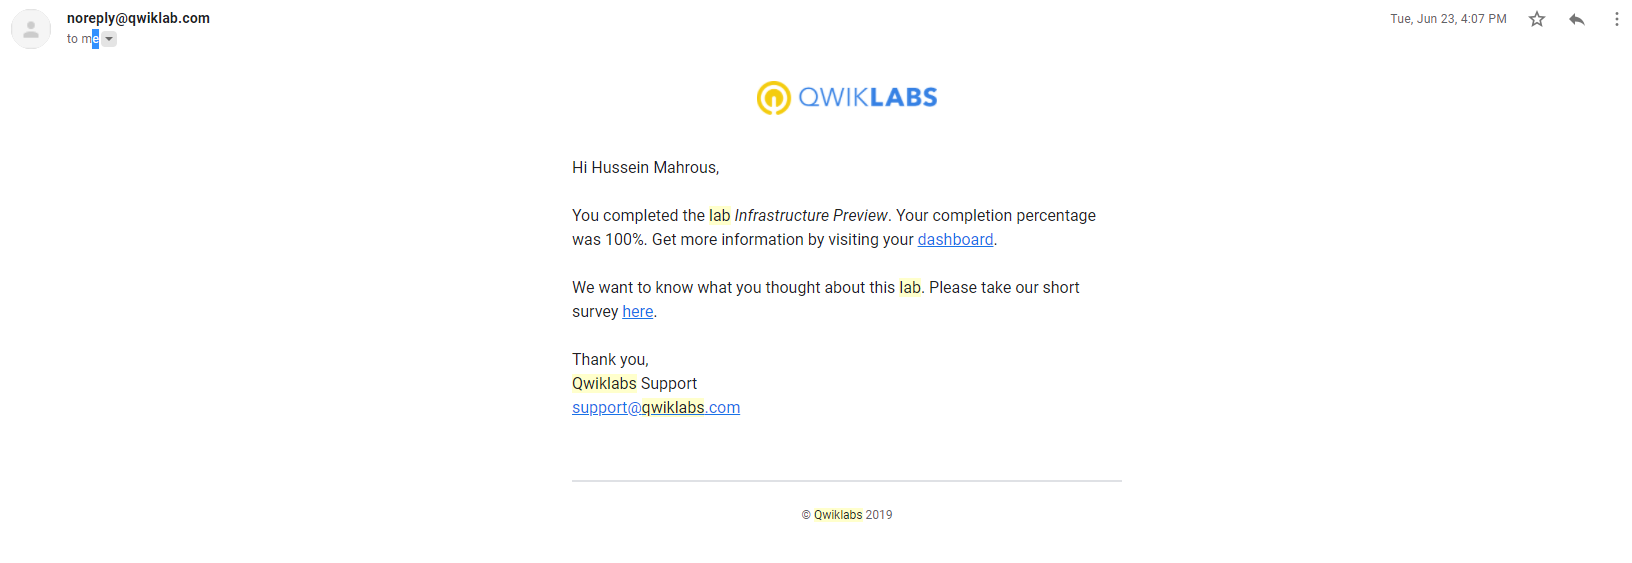 noreply@qwiklab.com
Tue, Jun 23, 4:07 PM
to me
QWIKLABS
Hi Hussein Mahrous,
You completed the lab Infrastructure Preview. Your completion percentage
was 100%. Get more information by visiting your dashboard.
We want to know what you thought about this lab. Please take our short
survey here.
Thank you,
Qwiklabs Support
support@qwiklabs.com
© Qwiklabs 2019